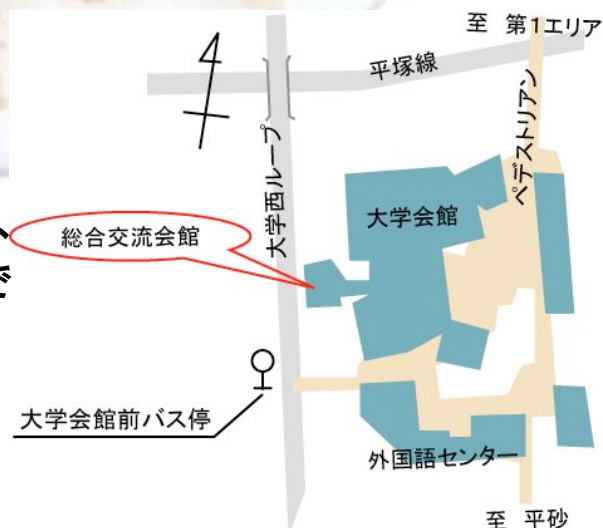 至 第1エリア
平塚線
ペデストリアン
大学西ループ
大学会館
総合交流会館
大学会館前バス停
外国語センター
至 平砂